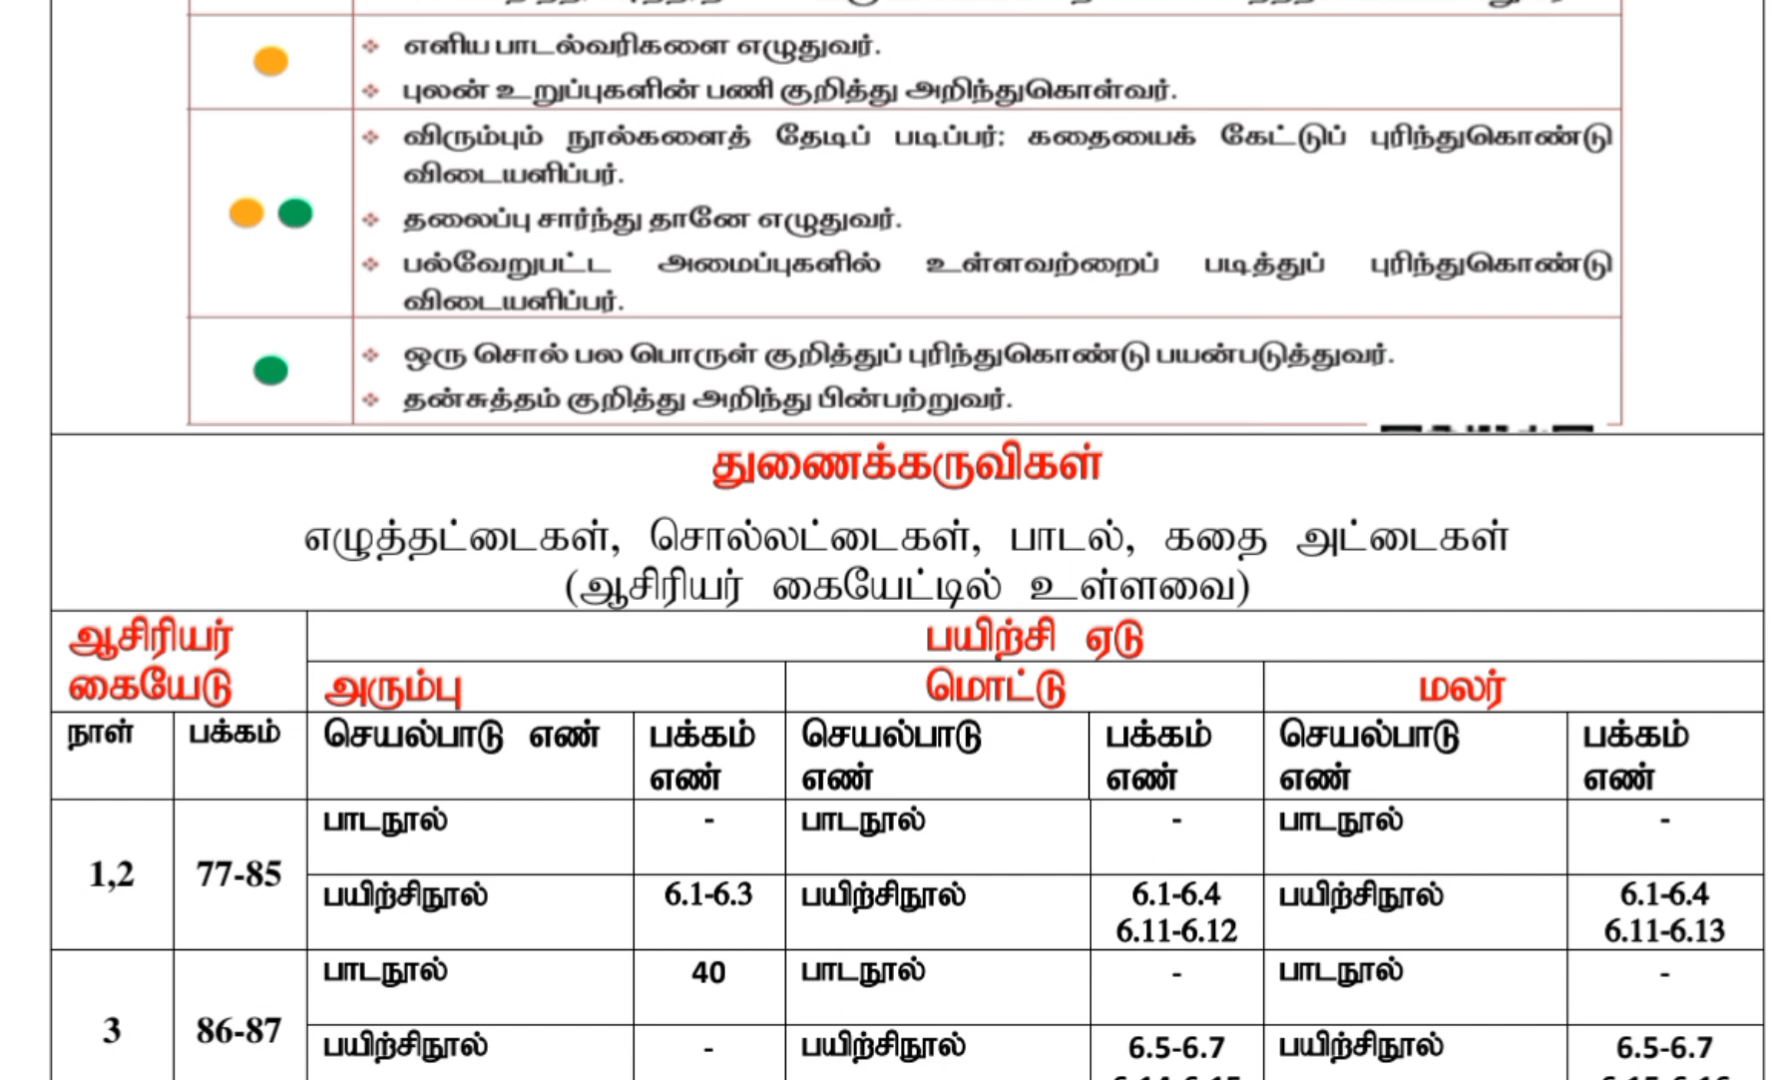 எளிய பாடல்வரிகளை எழுதுவர்.
புலன் உறுப்புகளின் பணி குறித்து அறிந்துகொள்வர்.
விரும்பும் நூல்களைத் தேடிப் படிப்பர்; கதையைக் கேட்டுப் புரிந்துகொண்டு
விடையளிப்பர்.
தலைப்பு சார்ந்து தானே எழுதுவர்.
பல்வேறுபட்ட அமைப்புகளில் உள்ளவற்றைப் படித்துப் புரிந்துகொண்டு
விடையளிப்பர்.
ஒரு சொல் பல பொருள் குறித்துப் புரிந்துகொண்டு பயன்படுத்துவர்.
தன்சுத்தம் குறித்து அறிந்து பின்பற்றுவர்.
துணைக்கருவிகள்
எழுத்தட்டைகள், சொல்லட்டைகள், பாடல், கதை அட்டைகள்
(ஆசிரியர் கையேட்டில் உள்ளவை)
ஆசிரியர் பயிற்சி ஏடு
கையேடு அரும்பு மொட்டு மலர்
நாள் பக்கம் செயல்பாடு எண் பக்கம் செயல்பாடு பக்கம் செயல்பாடு பக்கம்
எண் எண் எண் எண் எண்
பாடநூல் - பாடநூல் - பாடநூல் -
1,2 77-85
பயிற்சிநூல் 6.1-6.3 பயிற்சிநூல் 6.1-6.4 பயிற்சிநூல் 6.1-6.4
6.11-6.12 6.11-6.13
பாடநூல் 40 பாடநூல் - பாடநூல் -
3 86-87
பயிற்சிநூல் - பயிற்சிநூல் 6.5-6.7 பயிற்சிநூல் 6.5-6.7